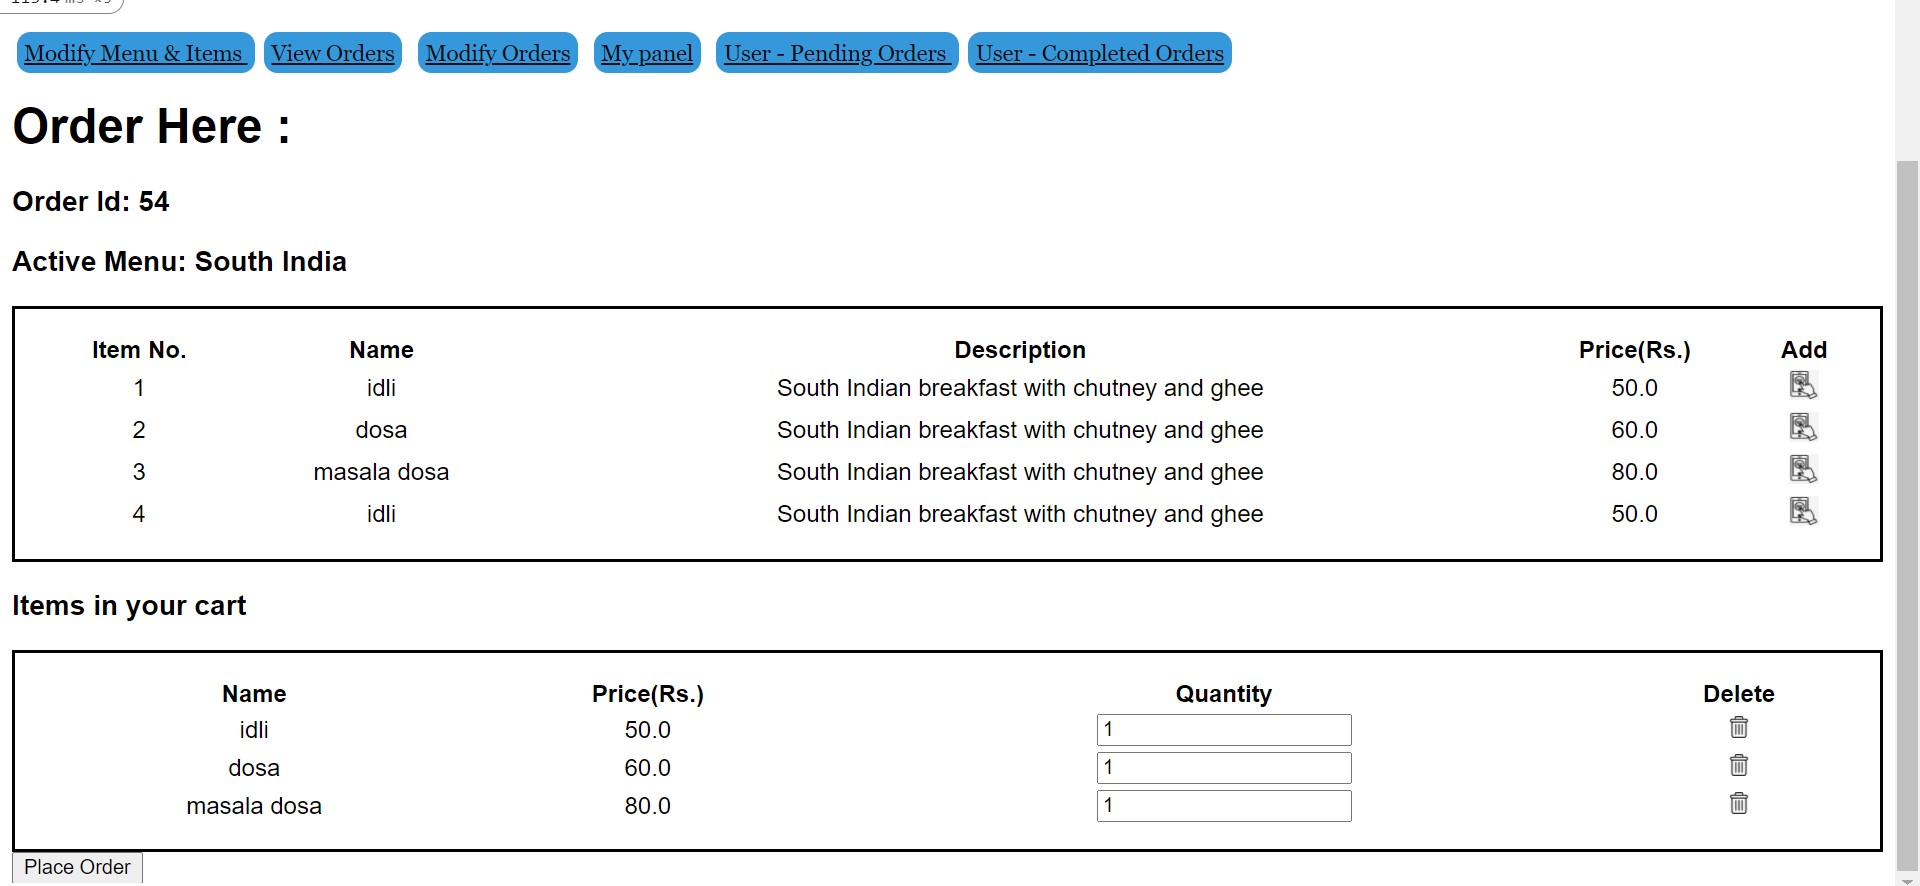 Modify Menu & Items View Orders Modify Orders My panel User - Pending Orders User - Completed Orders
Order Here :
Order Id: 54
Active Menu: South India
Item No. Name Description Price(Rs.) Add
1 idli South Indian breakfast with chutney and ghee 50.0
2 dosa South Indian breakfast with chutney and ghee 60.0
3 masala dosa South Indian breakfast with chutney and ghee 80.0
4 idli South Indian breakfast with chutney and ghee 50.0
Items in your cart
Name Price(Rs.) Quantity Delete
idli 50.0 1
dosa 60.0 1
masala dosa 80.0 1
Place Order